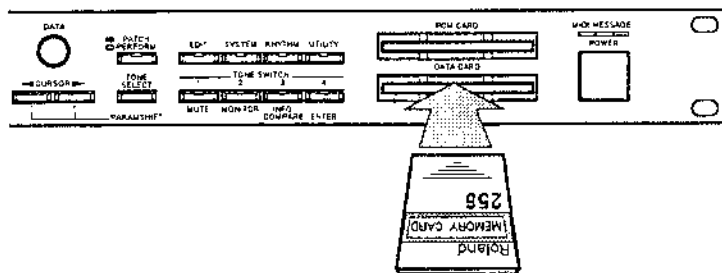 DATA
PATCH
PERFORM
EDIT SYSTEM RHYTHM UTILITY
PCM CARD
MIDI MESSAGE
POWER
DATA CARD
TONE
SELECT
TONE SWITCH
1 2 3 4
CURSOR
MUTE MONITOR INFO ENTER
COMPARE
PARAM SHIFT
Roland
MEMORY CARD
256